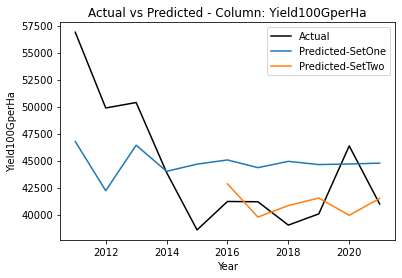 Actual vs Predicted - Column: Yield100GperHa
Actual
Predicted-SetOne
Predicted-SetTwo
Yield100GperHa
57500
55000
52500
50000
47500
45000
42500
40000
2012
2014
2016
2018
2020
Year